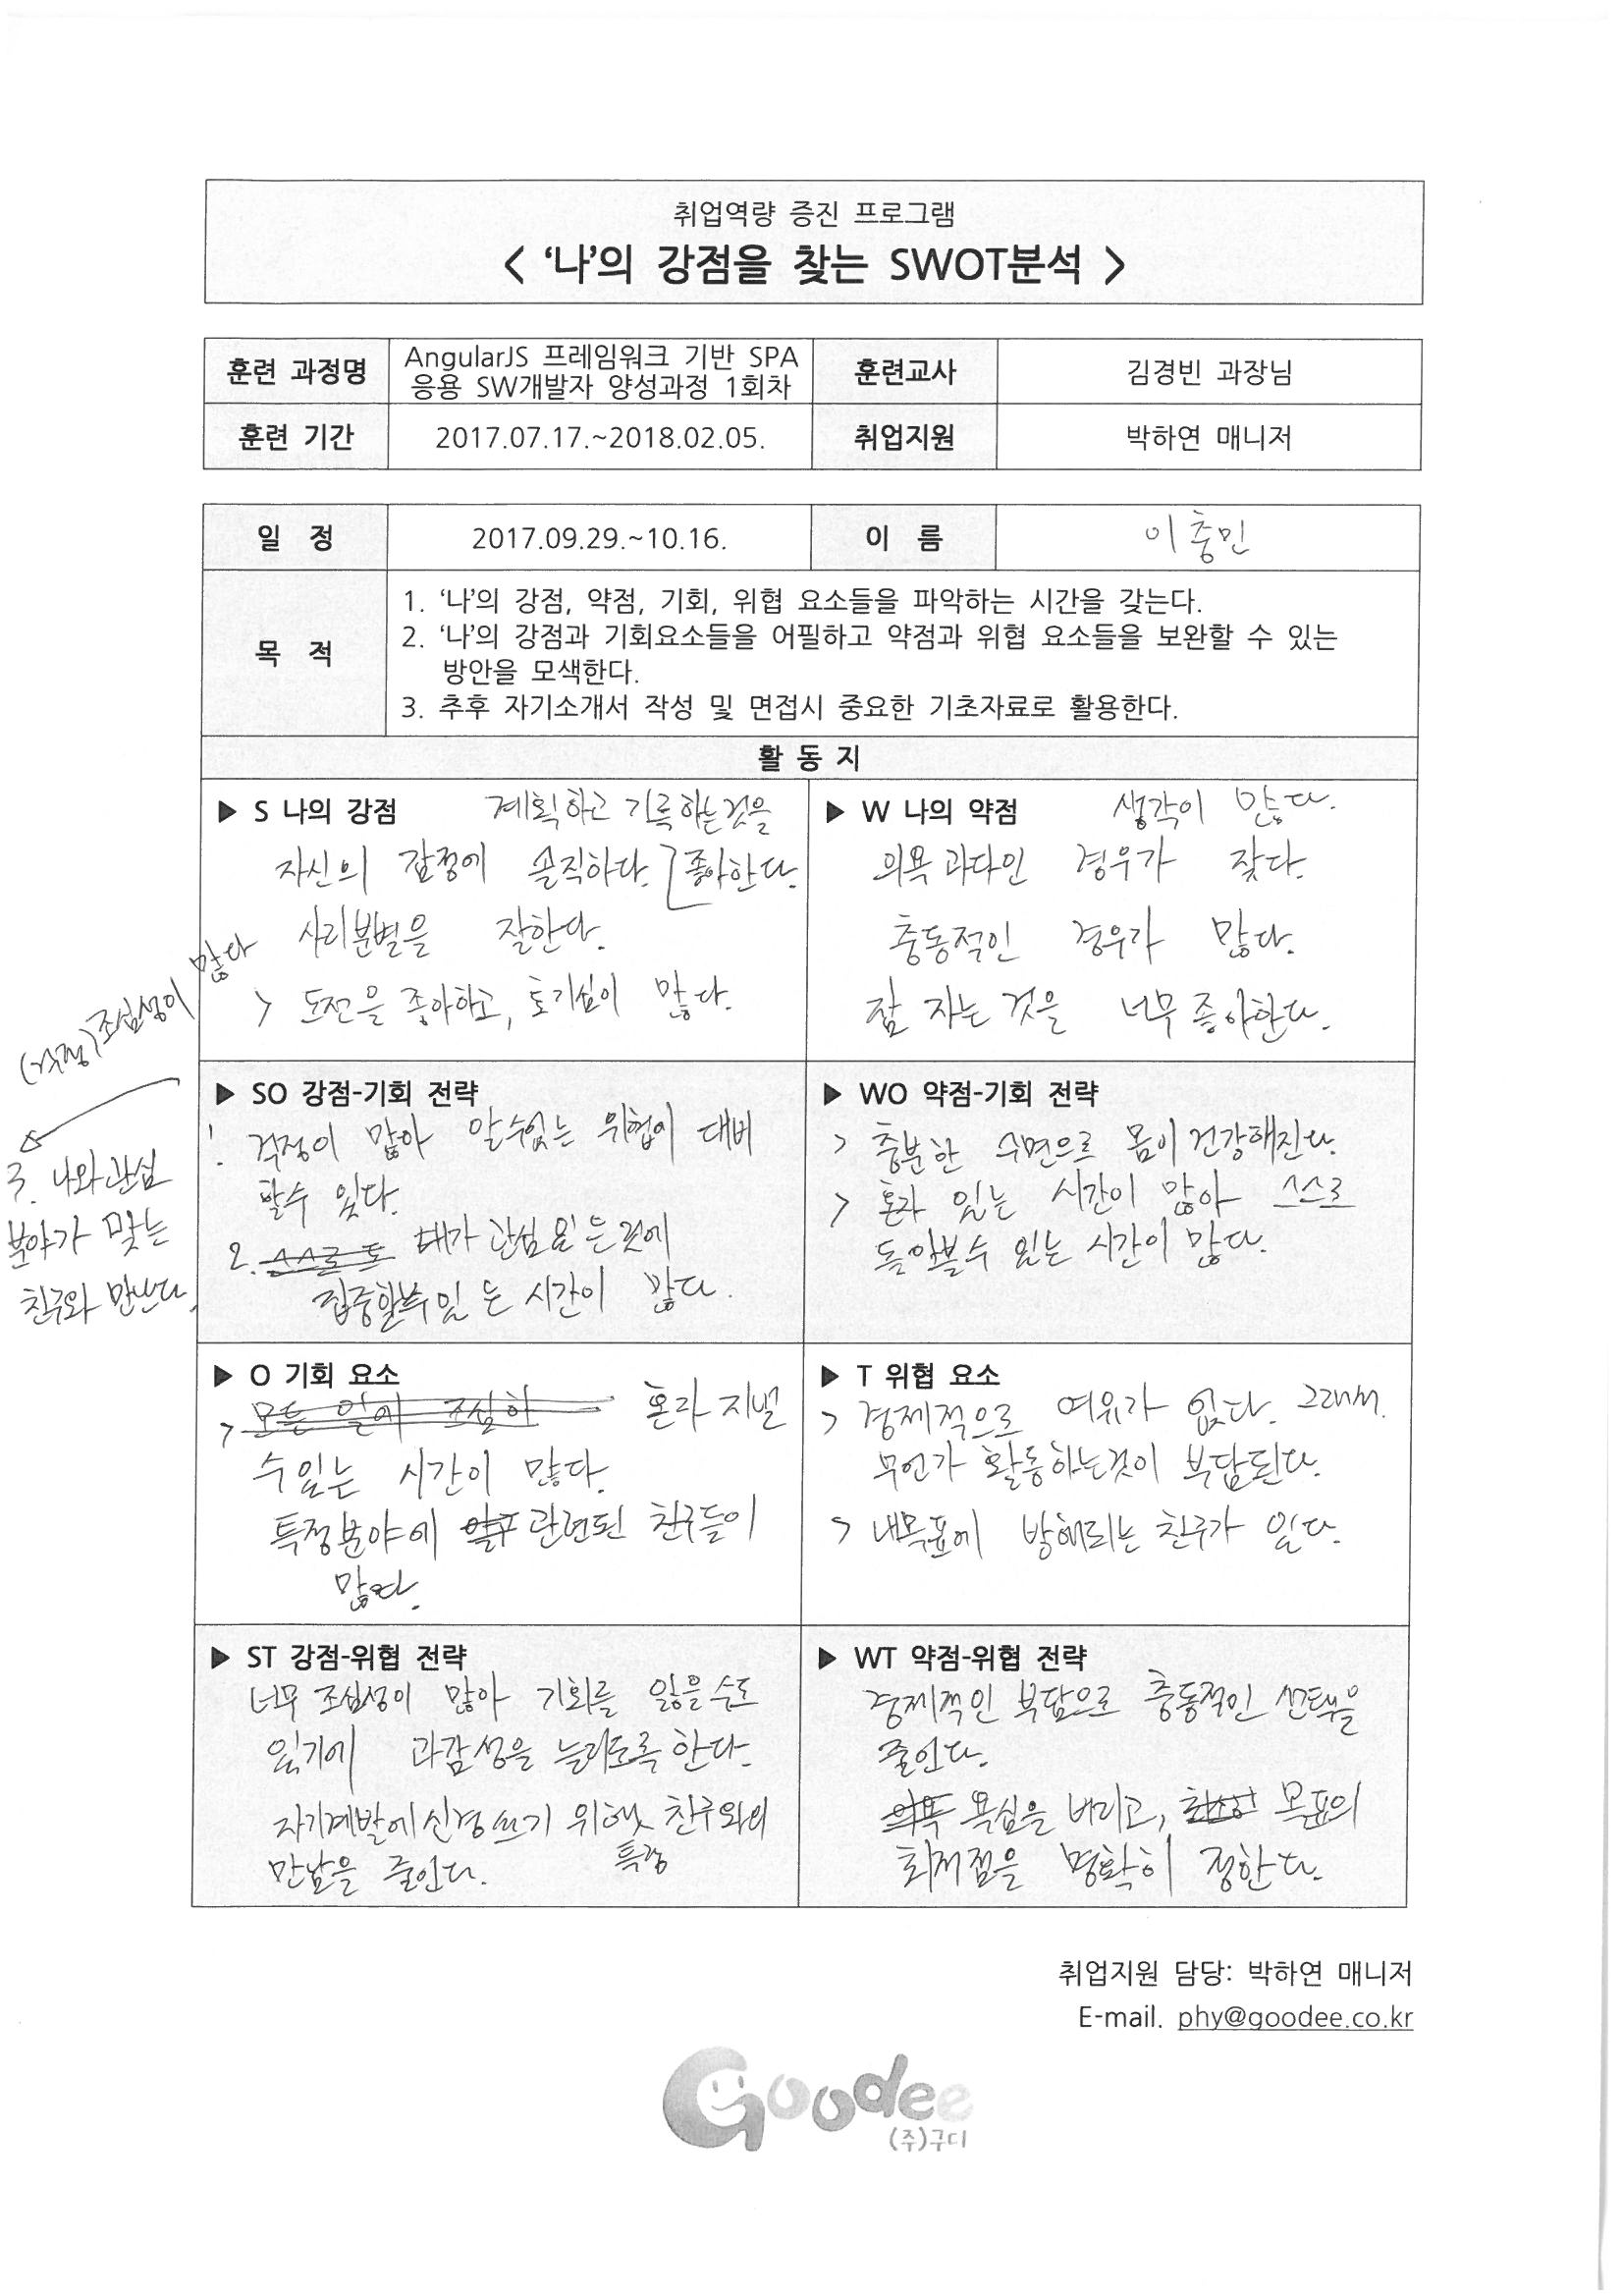 취업역량 증진 프로그램
< ‘나’의 강점을 찾는 SWOT분석 >
훈련 과정명
AngularJS 프레임워크 기반 SPA
응용 SW개발자 양성과정 1회차
훈련교사
김경빈 과장님
훈련 기간
2017.07.17.~2018.02.05.
취업지원
박하연 매니저
일 정
2017.09.29.~10.16.
이 름
이충민
목 적
1. ‘나’의 강점, 약점, 기회, 위협 요소들을 파악하는 시간을 갖는다.
2. ‘나’의 강점과 기회요소들을 어필하고 약점과 위협 요소들을 보완할 수 있는
방안을 모색한다.
3. 추후 자기소개서 작성 및 면접시 중요한 기초자료로 활용한다.
활 동 지
▶ S 나의 강점
계획하고 기록하는것을
좋아한다.
자신의 감정에 솔직하다.
사리분별을 잘한다.
> 도전을 좋아하고, 호기심이 많다.
(걱정) 조심성이 많다
▶ W 나의 약점
생각이 많다.
의욕 과다인 경우가 잦다.
충동적인 경우가 많다.
잠 자는 것을 너무 좋아한다.
▶ SO 강점-기회 전략
1. 걱정이 많아 알수있는 위협이 대비
할수 있다.
2. 내가 관심있는것에
집중할수있는 시간이 많다.
3. 나와관심
분야가 맞는
친구와 만난다.
▶ WO 약점-기회 전략
> 충분한 수면으로 몸이 건강해진다.
> 혼자 있는 시간이 많아 스스로
돌아볼수 있는 시간이 많다.
▶ O 기회 요소
> 모든 일에 조심하 혼자 지낼
수있는 시간이 많다.
특정분야에 관련된 친구들이
많다.
▶ T 위협 요소
> 경제적으로 여유가 없다. 그래서.
무언가 활동하는것이 부담된다.
> 내목표에 방해되는 친구가 있다.
▶ ST 강점-위협 전략
너무 조심성이 많아 기회를 잃을수도
있기에 과감성을 늘리도록 한다.
자기계발에 신경쓰기 위해 특정 친구와의
만남을 줄인다.
▶ WT 약점-위협 전략
경제적인 부담으로 충동적인 선택을
줄인다.
욕심을 버리고, 목표의
최저점을 명확히 정한다.
취업지원 담당: 박하연 매니저
E-mail. phy@goodee.co.kr
Goodee
(주)구디